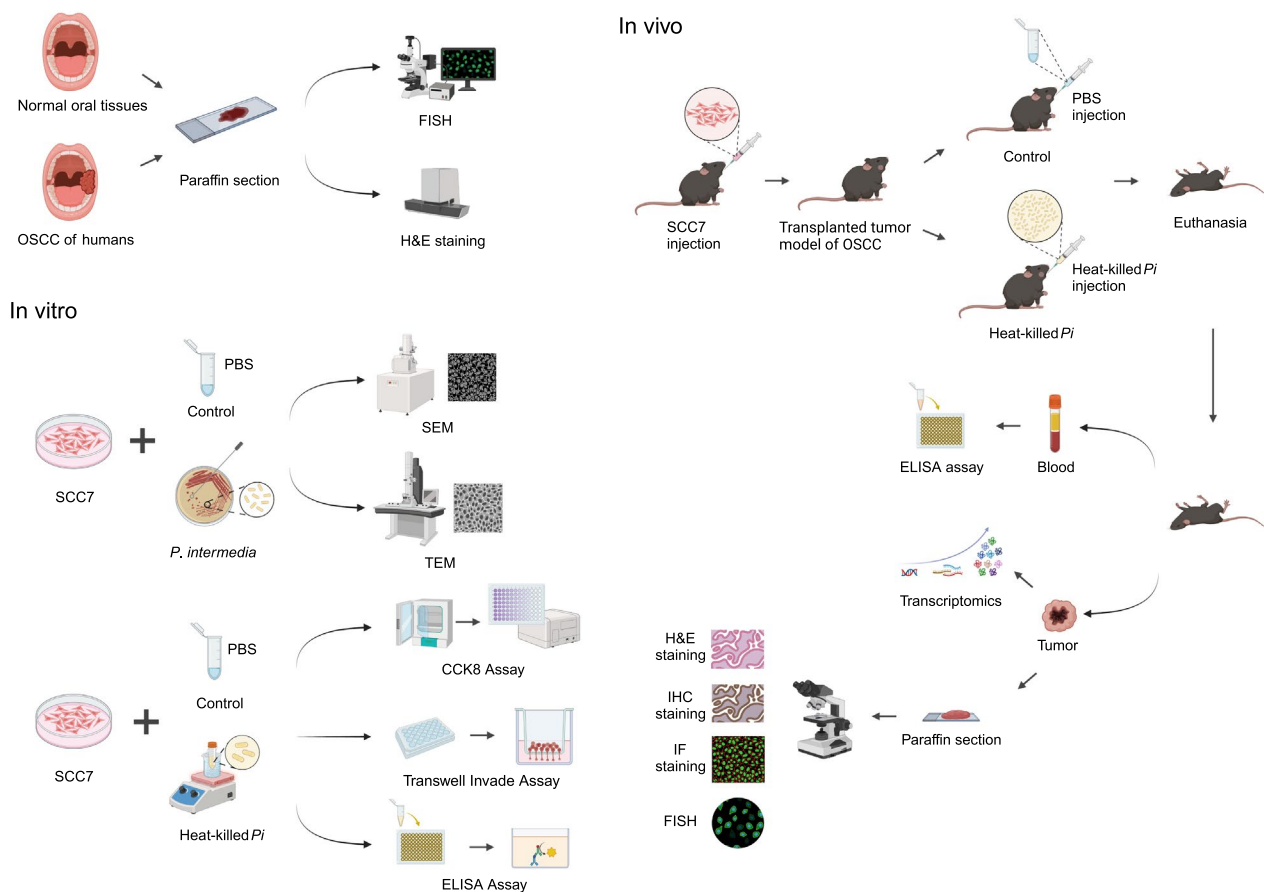 Normal oral tissues
OSCC of humans
Paraffin section
FISH
H&E staining
In vitro
SCC7
PBS
Control
P. intermedia
SEM
TEM
SCC7
PBS
Control
Heat-killed Pi
CCK8 Assay
Transwell Invade Assay
ELISA Assay
In vivo
SCC7
injection
Transplanted tumor
model of OSCC
PBS
injection
Control
Heat-killed Pi
injection
Heat-killed Pi
Euthanasia
ELISA assay
Blood
Transcriptomics
Tumor
Paraffin section
H&E
staining
IHC
staining
IF
staining
FISH